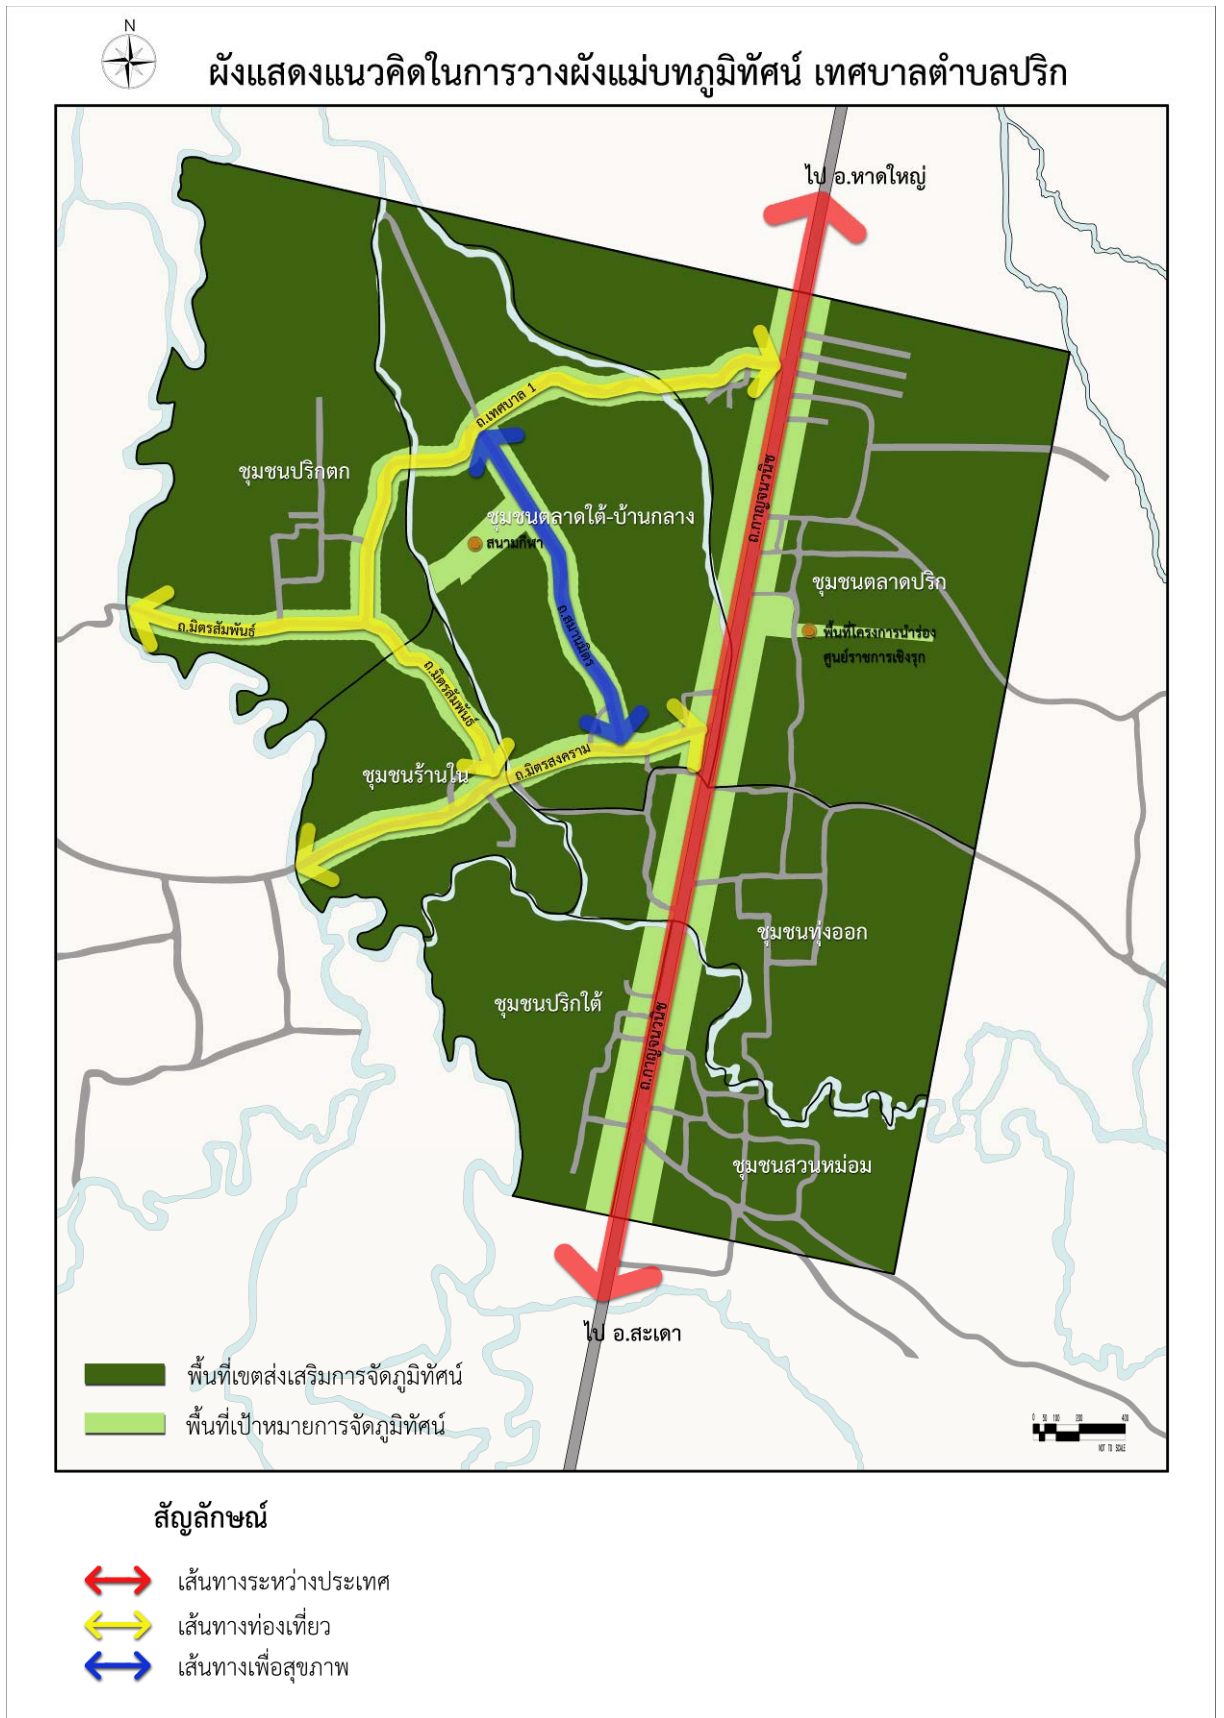 N
ผังแสดงแนวคิดในการวางผังแม่บทภูมิทัศน์ เทศบาลตำบลปริก
ไป อ.หาดใหญ่
ถ.เทศบาล 1
ถ.กาญจนวนิช
ชุมชนปริกตก
ชุมชนตลาดใต้-บ้านกลาง
สนามกีฬา
ชุมชนตลาดปริก
ถ.มิตรสัมพันธ์
ถ.สมานมิตร
พื้นที่โครงการนำร่อง
ศูนย์ราชการเชิงรุก
ถ.มิตรสัมพันธ์
ถ.มิตรสงคราม
ชุมชนร้านใน
ชุมชนทุ่งออก
ชุมชนปริกใต้
ถ.กาญจนวนิช
ชุมชนสวนหม่อม
ไป อ.สะเดา
พื้นที่เขตส่งเสริมการจัดภูมิทัศน์
พื้นที่เป้าหมายการจัดภูมิทัศน์
0 50 100 200 400
NOT TO SCALE
สัญลักษณ์
เส้นทางระหว่างประเทศ
เส้นทางท่องเที่ยว
เส้นทางเพื่อสุขภาพ